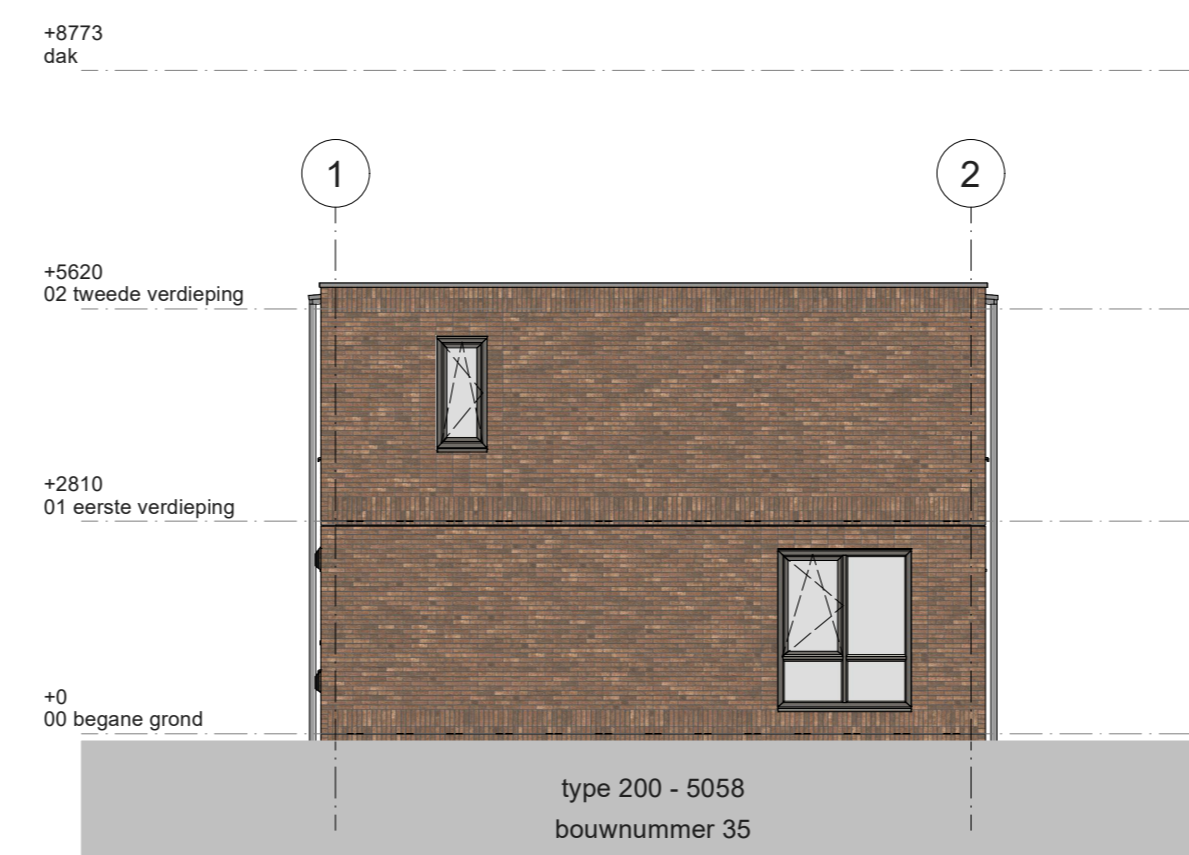 +8773
dak
1
2
+5620
02 tweede verdieping
+2810
01 eerste verdieping
+0
00 begane grond
type 200 - 5058
bouwnummer 35